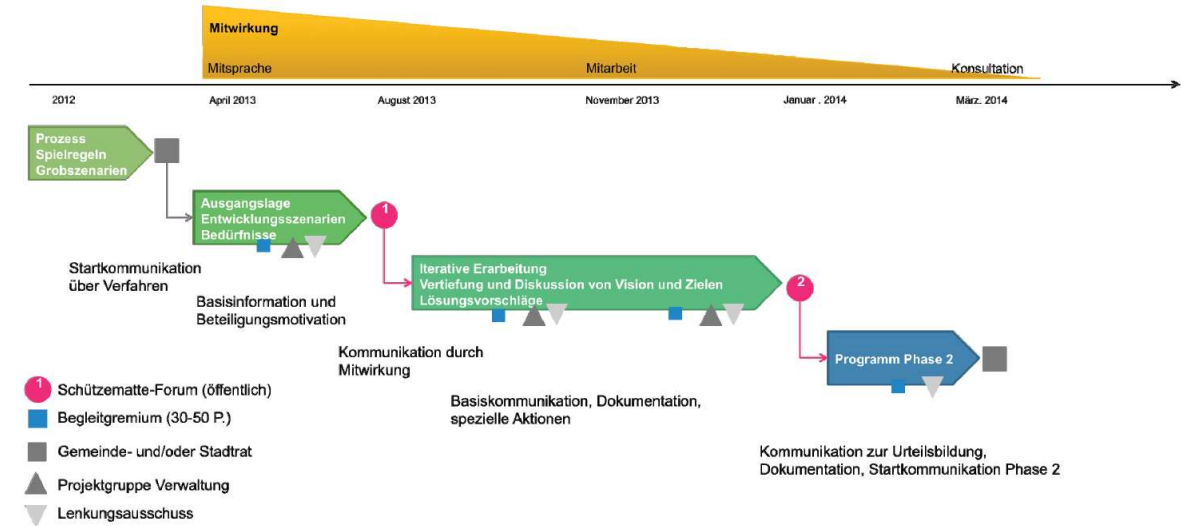 Mitwirkung
Mitsprache
Mitarbeit
Konsultation
2012
April 2013
August 2013
November 2013
Januar . 2014
März. 2014
Prozess
Spielregeln
Grobszenarien
Ausgangslage
Entwicklungsszenarien
Bedürfnisse
1
Startkommunikation
über Verfahren
Basisinformation und
Beteiligungsmotivation
Iterative Erarbeitung
Vertiefung und Diskussion von Vision und Zielen
Lösungsvorschläge
2
Kommunikation durch
Mitwirkung
Programm Phase 2
Basiskommunikation, Dokumentation,
spezielle Aktionen
Kommunikation zur Urteilsbildung,
Dokumentation, Startkommunikation Phase 2
1
Schützematte-Forum (öffentlich)
Begleitgremium (30-50 P.)
Gemeinde- und/oder Stadtrat
Projektgruppe Verwaltung
Lenkungsausschuss